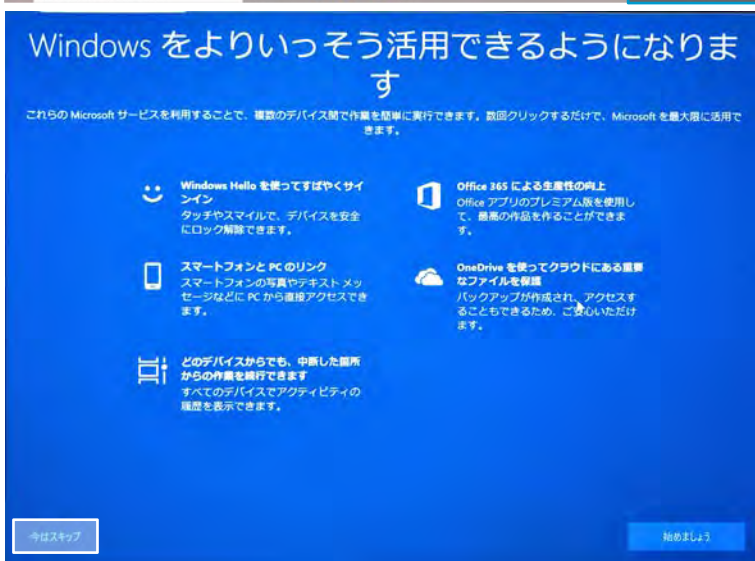 Windows をよりいっそう活用できるようになりま
す
これらの Microsoft サービスを利用することで、複数のデバイス間で作業を簡単に実行できます。数回クリックするだけで、Microsoft を最大限に活用で
きます。
Windows Hello を使ってすばやくサイ
ンイン
タッチやスマイルで、デバイスを安全
にロック解除できます。
Office 365 による生産性の向上
Office アプリのプレミアム版を使用し
て、最高の作品を作ることができま
す。
スマートフォンと PC のリンク
スマートフォンの写真やテキスト メッ
セージなどに PC から直接アクセスでき
ます。
OneDrive を使ってクラウドにある重要
なファイルを保護
バックアップが作成され、アクセスす
ることもできるため、ご安心いただけ
ます。
どのデバイスからでも、中断した箇所
からの作業を続行できます
すべてのデバイスでアクティビティの
履歴を表示できます。
今はスキップ
始めましょう